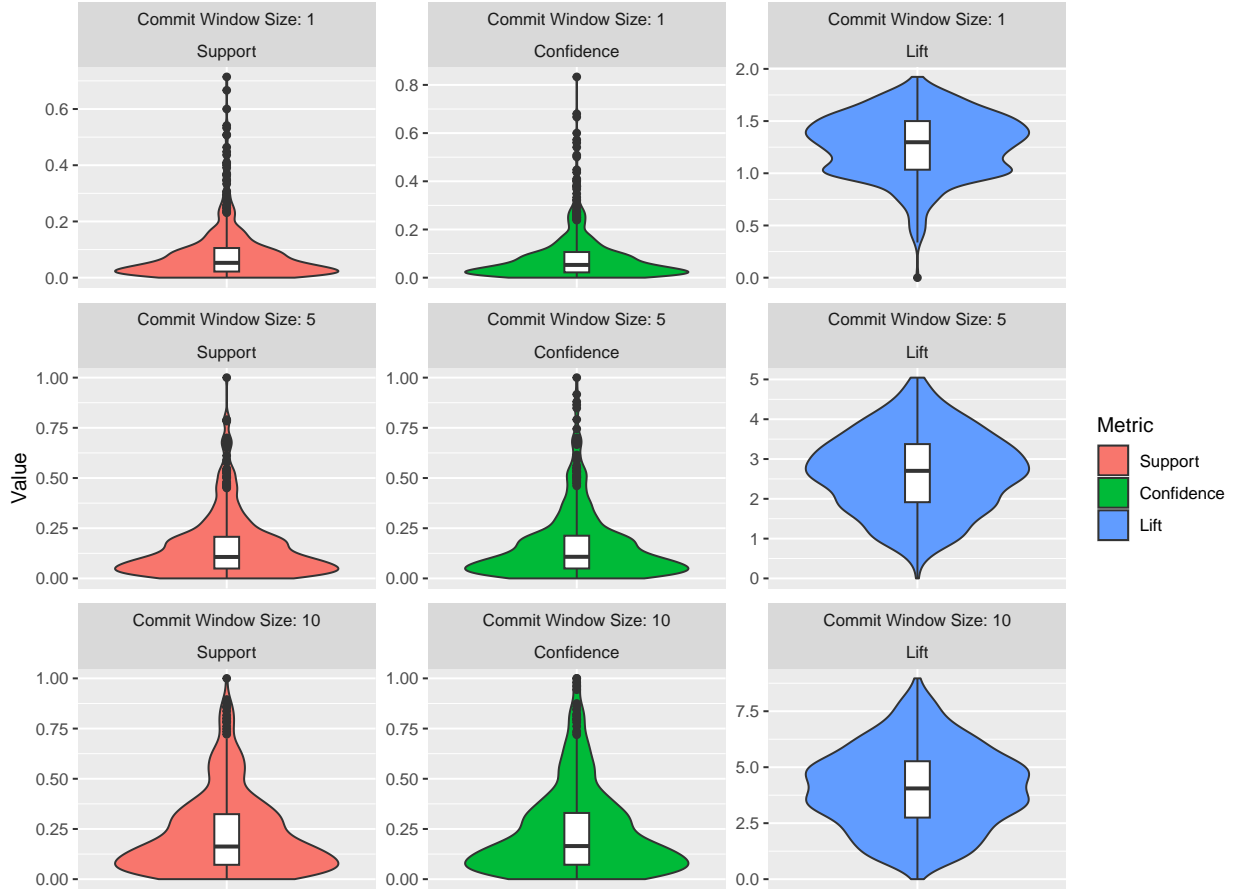 Commit Window Size: 1
Support
Commit Window Size: 1
Confidence
Commit Window Size: 1
Lift
0.6
0.4
0.2
0.0
0.8
0.6
0.4
0.2
0.0
2.0
1.5
1.0
0.5
0.0
Commit Window Size: 5
Support
Commit Window Size: 5
Confidence
Commit Window Size: 5
Lift
Value
1.00
0.75
0.50
0.25
0.00
1.00
0.75
0.50
0.25
0.00
5
4
3
2
1
0
Commit Window Size: 10
Support
Commit Window Size: 10
Confidence
Commit Window Size: 10
Lift
1.00
0.75
0.50
0.25
0.00
1.00
0.75
0.50
0.25
0.00
7.5
5.0
2.5
0.0
Metric
Support
Confidence
Lift